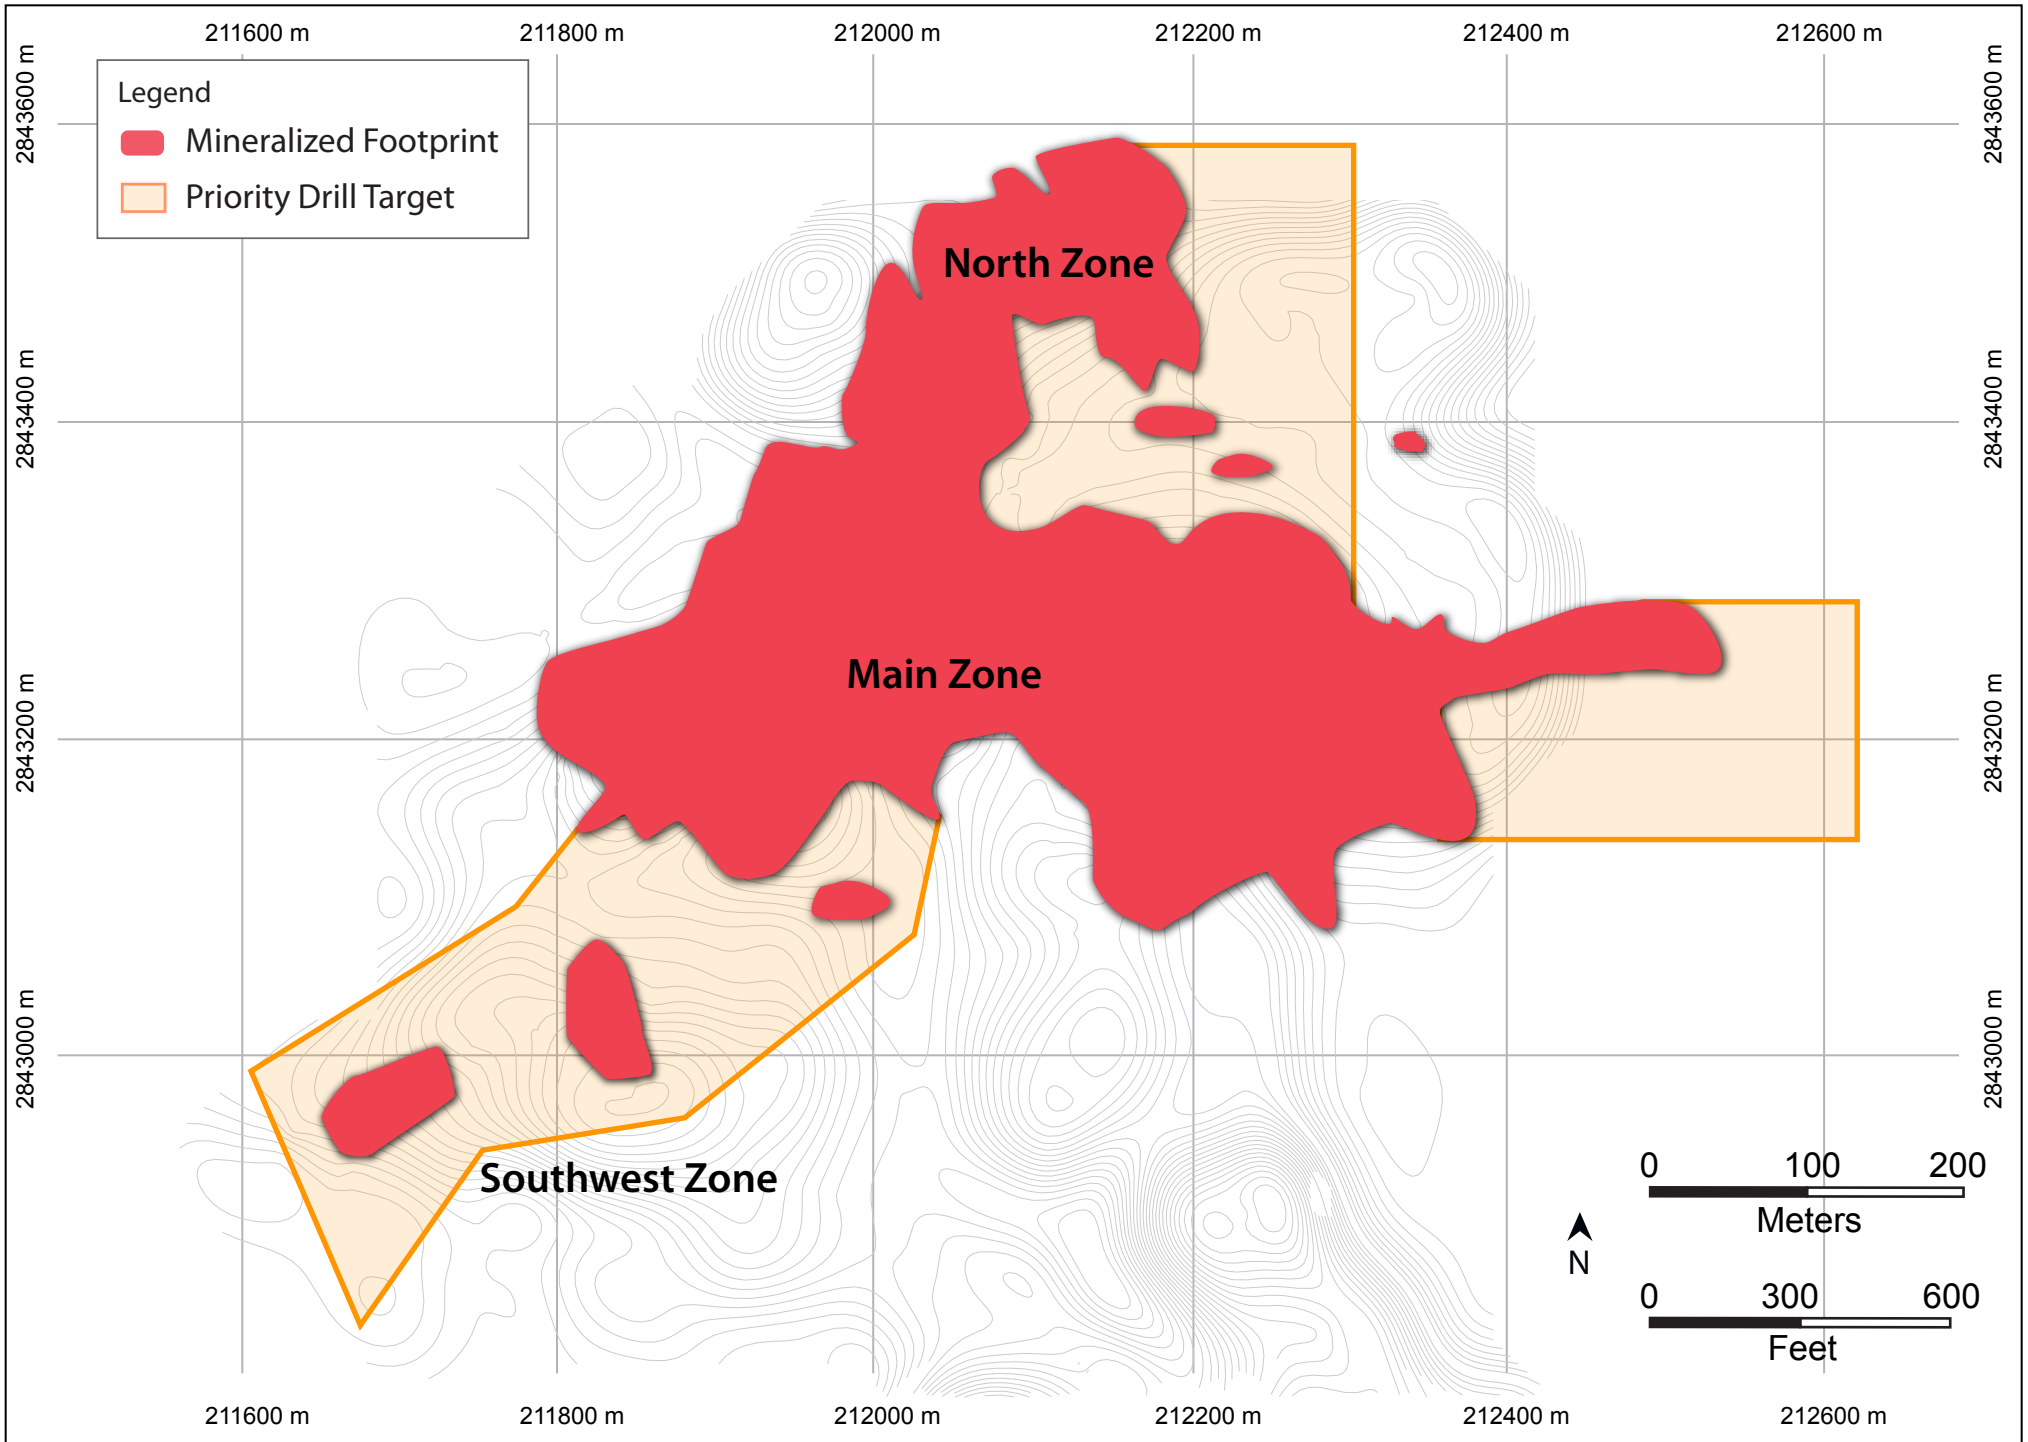 211600 m 211800 m 212000 m 212200 m 212400 m 212600 m
2843600 m
2843600 m
Legend
Mineralized Footprint
Priority Drill Target
North Zone
2843400 m
2843400 m
Main Zone
2843200 m
2843200 m
2843000 m
2843000 m
Southwest Zone
0 100 200
Meters
N
0 300 600
Feet
211600 m 211800 m 212000 m 212200 m 212400 m 212600 m